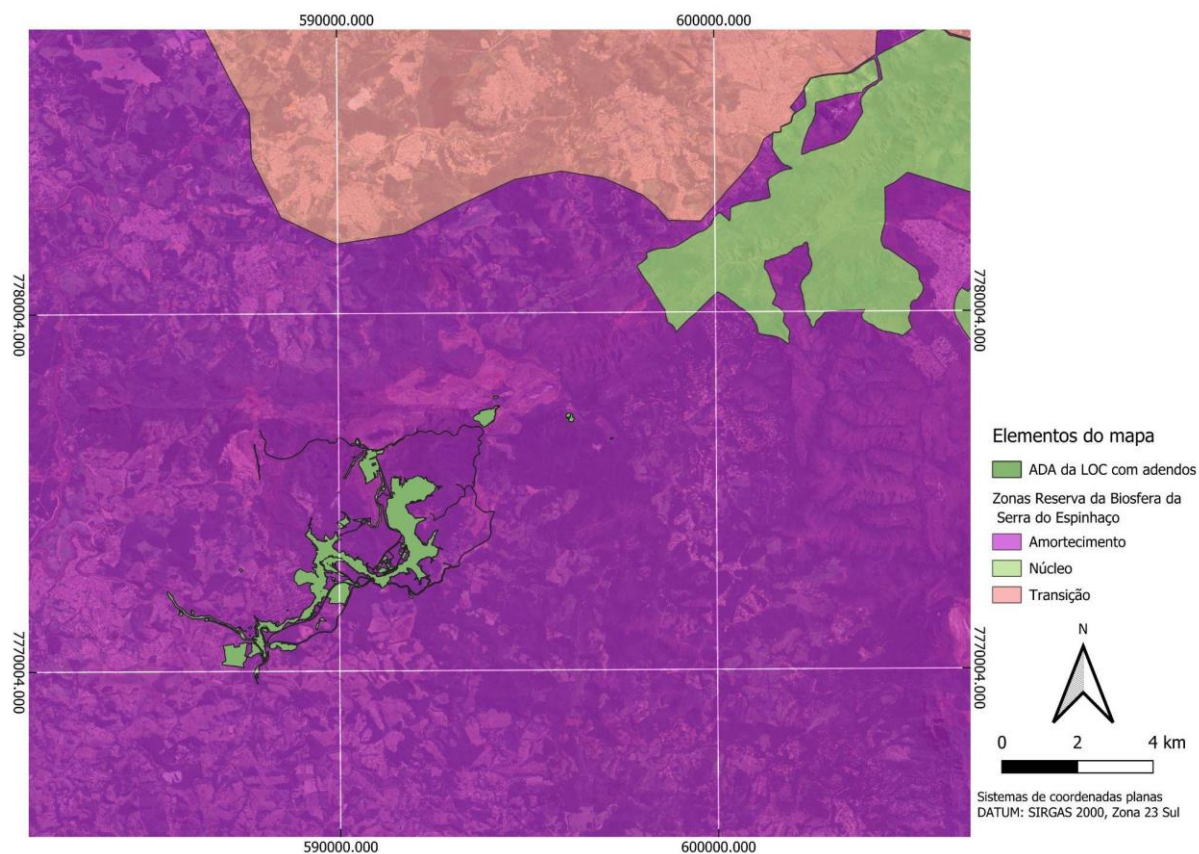 590000.000
600000.000
7780004.000
7780004.000
Elementos do mapa
ADA da LOC com adendos
Zonas Reserva da Biosfera da
Serra do Espinhaço
Amortecimento
Núcleo
Transição
N
7770004.000
7770004.000
0 2 4 km
Sistemas de coordenadas planas
DATUM: SIRGAS 2000, Zona 23 Sul
590000.000
600000.000